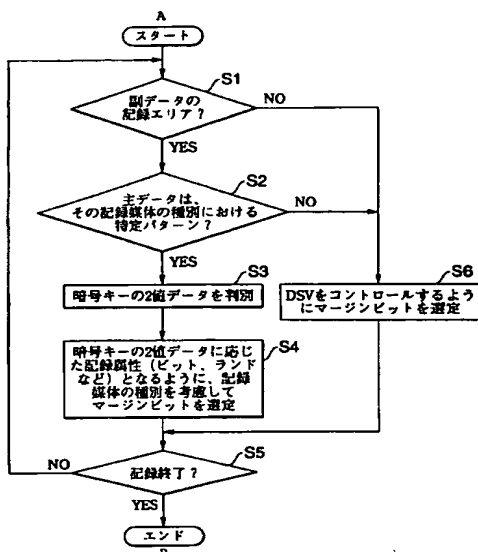 A
スタート
S1
副データの
記録エリア？
NO
YES
S2
主データは、
その記録媒体の種別における
特定パターン？
NO
YES
S3
暗号キーの2値データを判別
S6
DSVをコントロールするよう
にマージンビットを選定
S4
暗号キーの2値データに応じ
た記録属性（ピット、ランド
など）となるように、記録
媒体の種別を考慮して
マージンビットを選定
S5
NO
記録終了？
YES
エンド